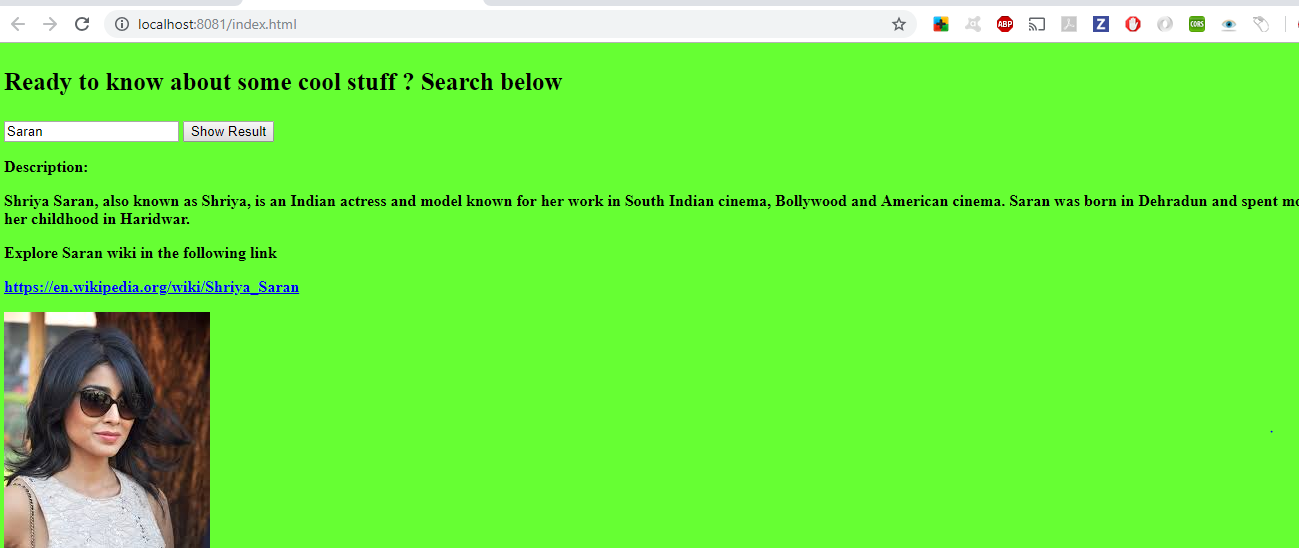 localhost:8081/index.html
ABP
Z
CORS
Ready to know about some cool stuff ? Search below
Saran
Show Result
Description:
Shriya Saran, also known as Shriya, is an Indian actress and model known for her work in South Indian cinema, Bollywood and American cinema. Saran was born in Dehradun and spent mo
her childhood in Haridwar.
Explore Saran wiki in the following link
https://en.wikipedia.org/wiki/Shriya_Saran